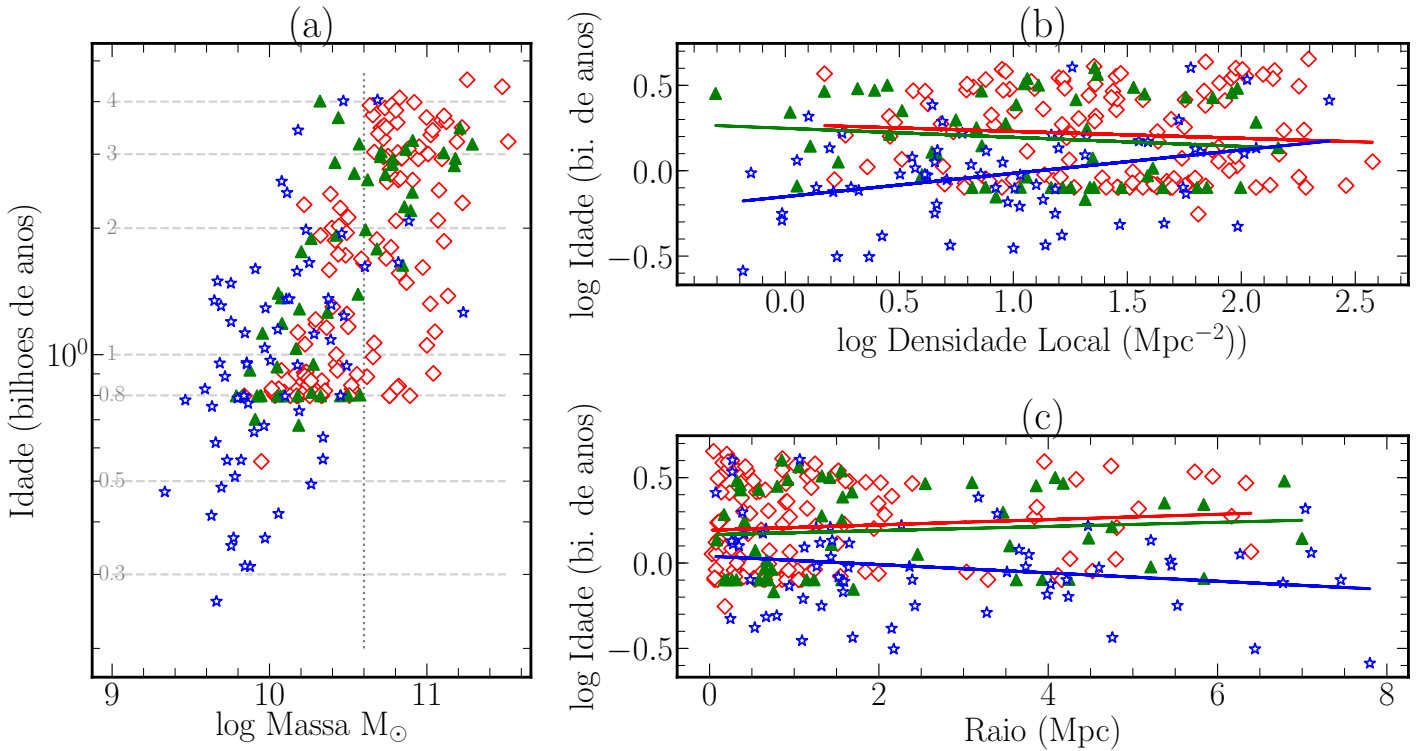 (a)
Idade (bilhoes de anos)
10⁰
4
3
2
1
0.8
0.5
0.3
9 10 11
log Massa M⊙
(b)
log Idade (bi. de anos)
0.5
0.0
−0.5
0.0 0.5 1.0 1.5 2.0 2.5
log Densidade Local (Mpc⁻²))
(c)
log Idade (bi. de anos)
0.5
0.0
−0.5
0 2 4 6 8
Raio (Mpc)